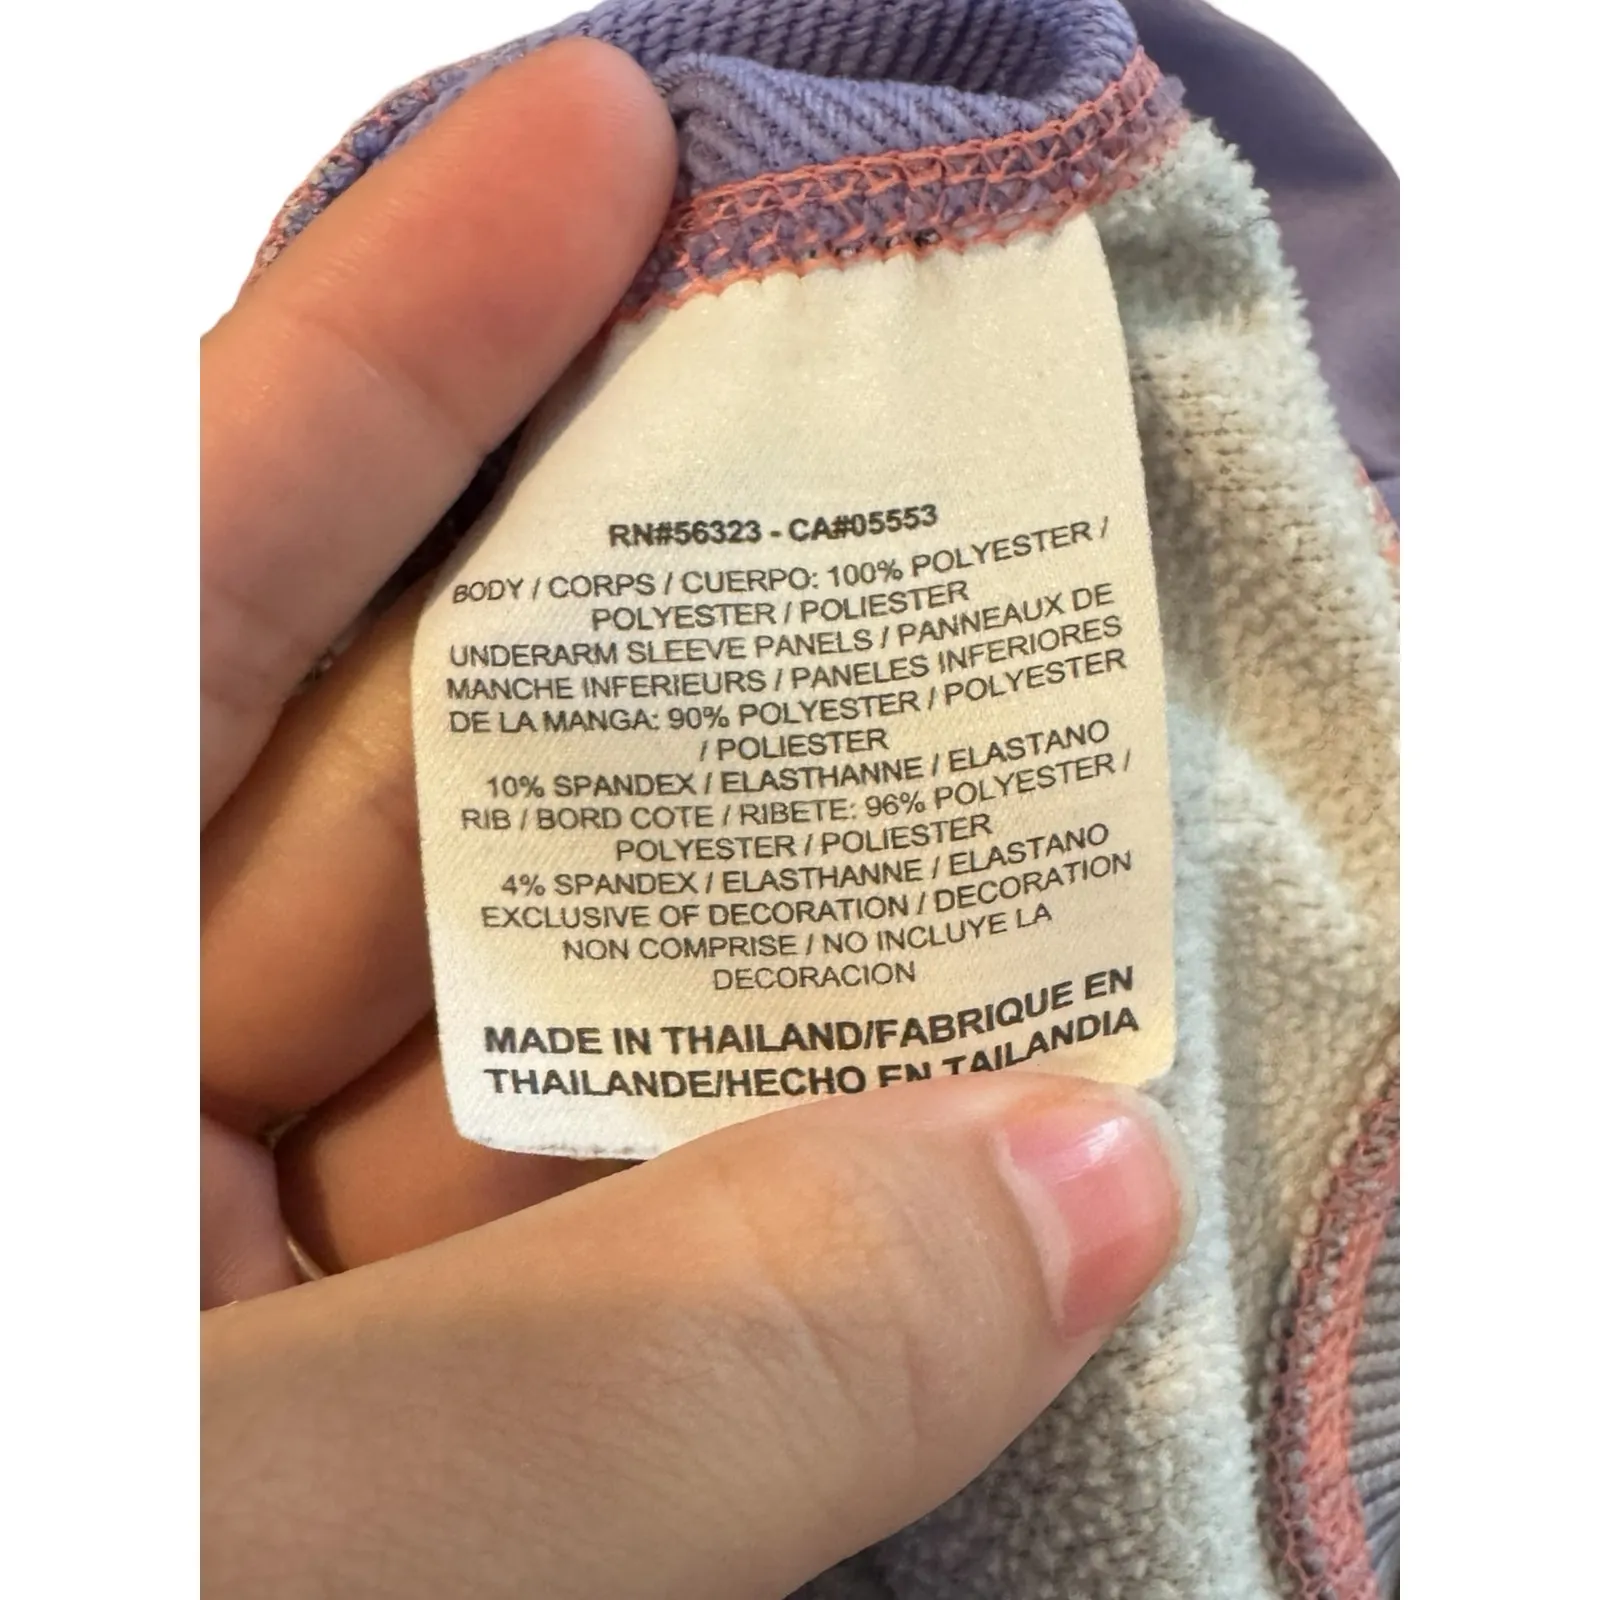 RN#56323 - CA#05553
BODY / CORPS / CUERPO: 100% POLYESTER /
POLYESTER / POLIESTER
UNDERARM SLEEVE PANELS / PANNEAUX DE
MANCHE INFERIEURS / PANELES INFERIORES
DE LA MANGA: 90% POLYESTER / POLYESTER
/ POLIESTER
10% SPANDEX / ELASTHANNE / ELASTANO
RIB / BORD COTE / RIBETE: 96% POLYESTER /
POLYESTER / POLIESTER
4% SPANDEX / ELASTHANNE / ELASTANO
EXCLUSIVE OF DECORATION / DECORATION
NON COMPRISE / NO INCLUYE LA
DECORACION
MADE IN THAILAND/FABRIQUE EN
THAILANDE/HECHO EN TAILANDIA